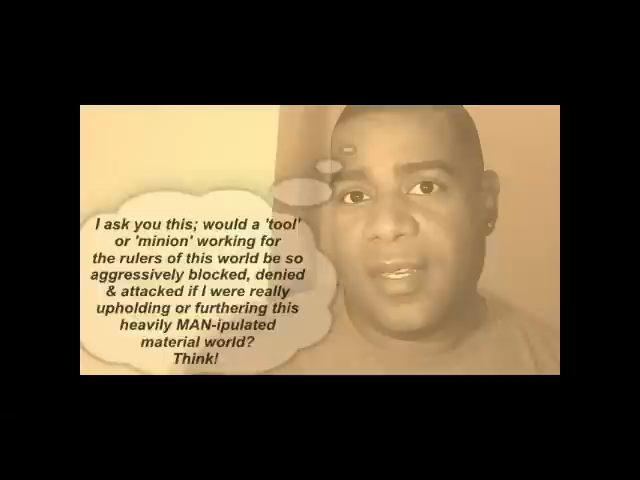 I ask you this; would a 'tool'
or 'minion' working for
the rulers of this world be so
aggressively blocked, denied
& attacked if I were really
upholding or furthering this
heavily MAN-ipulated
material world?
Think!